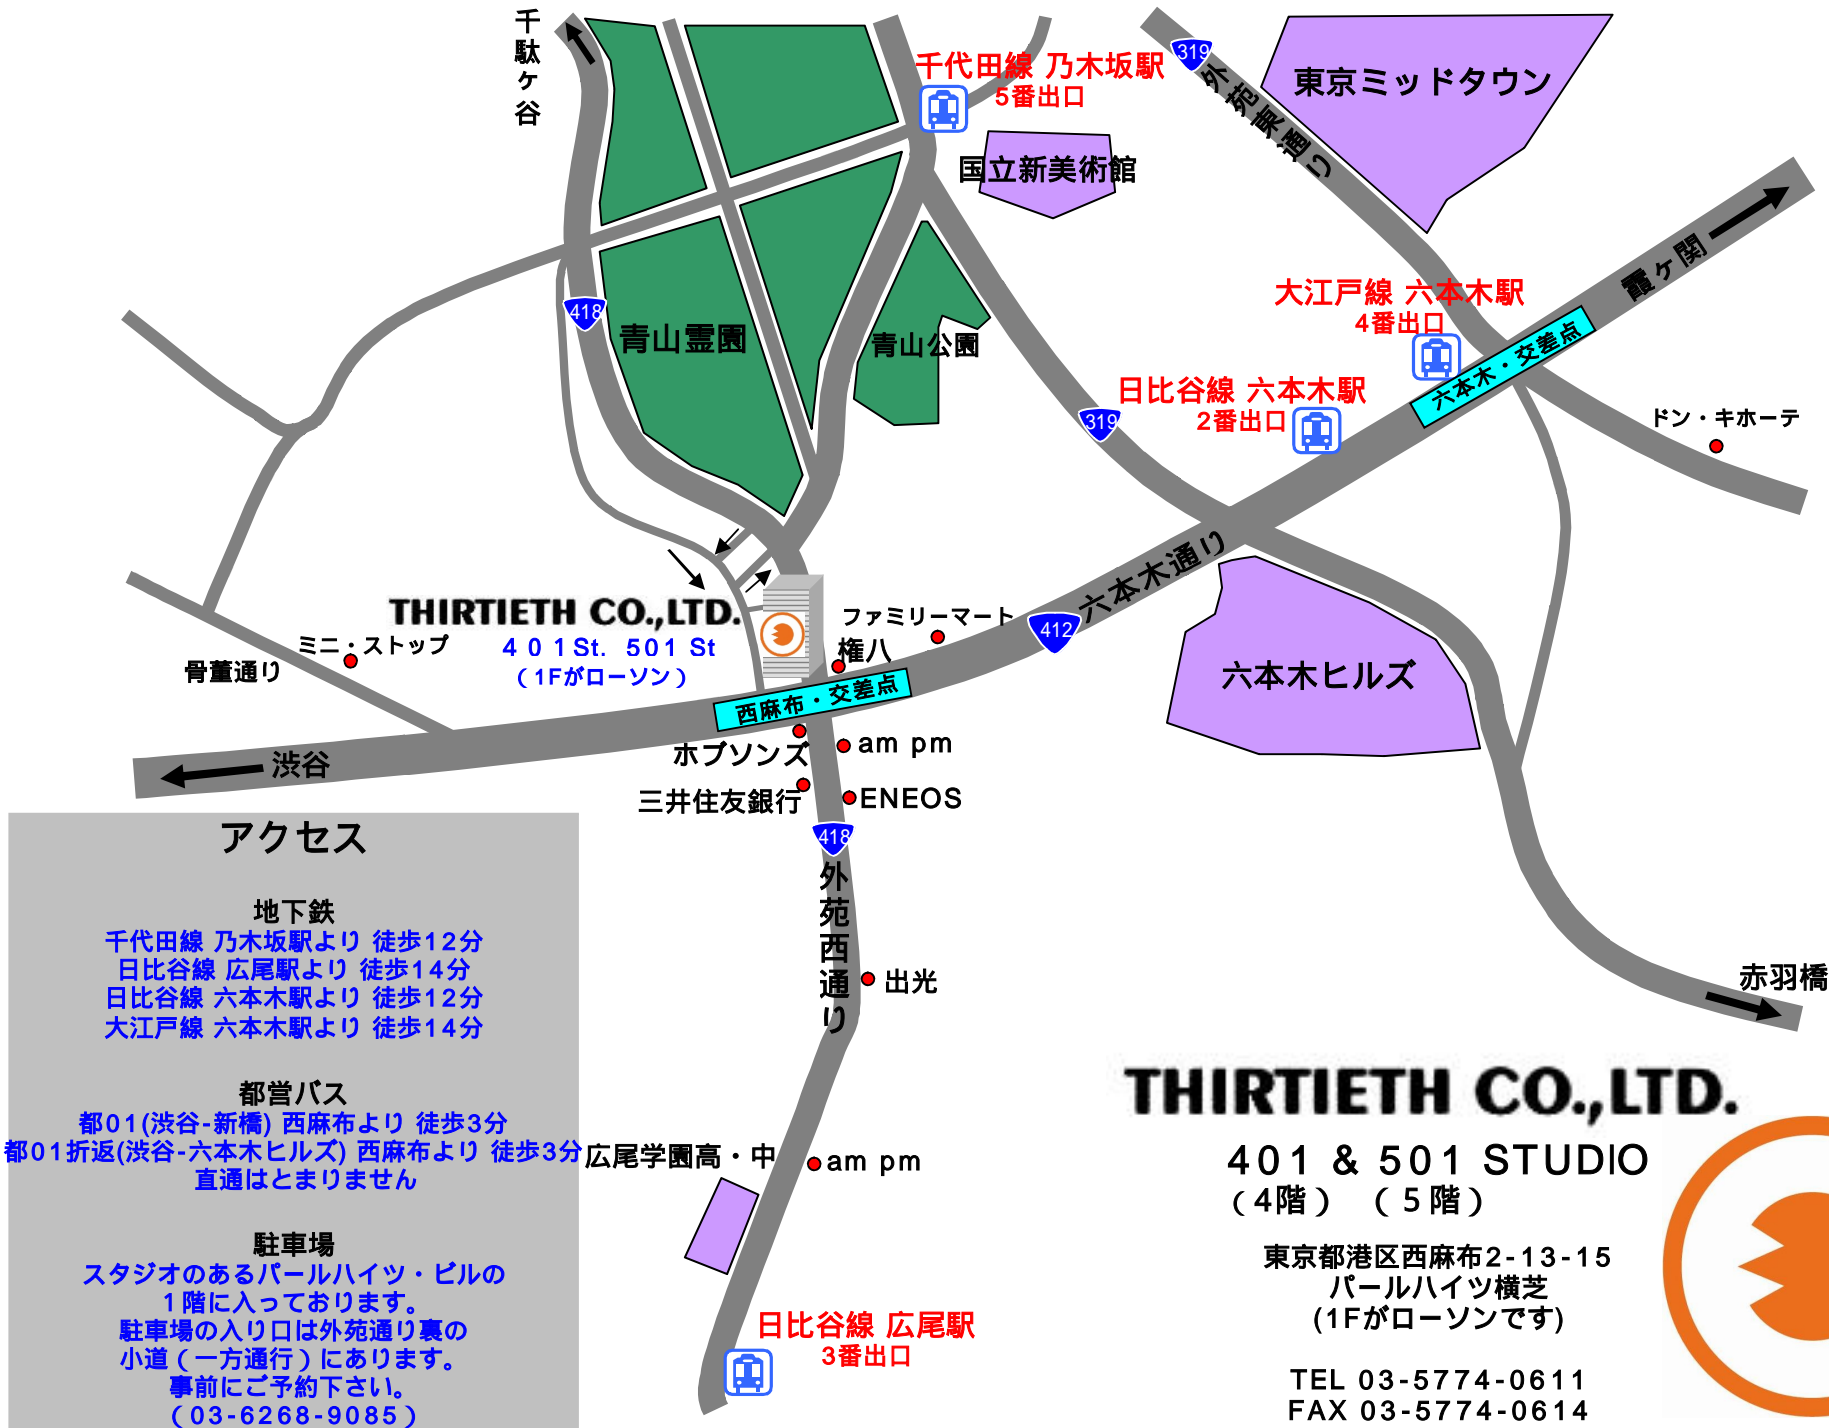 千駄ヶ谷
千代田線 乃木坂駅
5番出口
319
外苑東通り
東京ミッドタウン
国立新美術館
霞ヶ関
418
青山霊園
青山公園
大江戸線 六本木駅
4番出口
六本木・交差点
日比谷線 六本木駅
2番出口
319
ドン・キホーテ
六本木通り
412
THIRTIETH CO.,LTD.
401St. 501 St
(1Fがローソン)
ファミリーマート
権八
ミニ・ストップ
骨董通り
六本木ヒルズ
西麻布・交差点
渋谷
ホブソンズ
am pm
三井住友銀行
ENEOS
418
外苑西通り
出光
赤羽橋
広尾学園高・中
am pm
日比谷線 広尾駅
3番出口
アクセス
地下鉄
千代田線 乃木坂駅より 徒歩12分
日比谷線 広尾駅より 徒歩14分
日比谷線 六本木駅より 徒歩12分
大江戸線 六本木駅より 徒歩14分
都営バス
都01(渋谷-新橋) 西麻布より 徒歩3分
都01折返(渋谷-六本木ヒルズ) 西麻布より 徒歩3分
直通はとまりません
駐車場
スタジオのあるパールハイツ・ビルの
1階に入っております。
駐車場の入り口は外苑通り裏の
小道(一方通行)にあります。
事前にご予約下さい。
(03-6268-9085)
THIRTIETH CO.,LTD.
401 & 501 STUDIO
(4階) (5階)
東京都港区西麻布2-13-15
パールハイツ横芝
(1Fがローソンです)
TEL 03-5774-0611
FAX 03-5774-0614